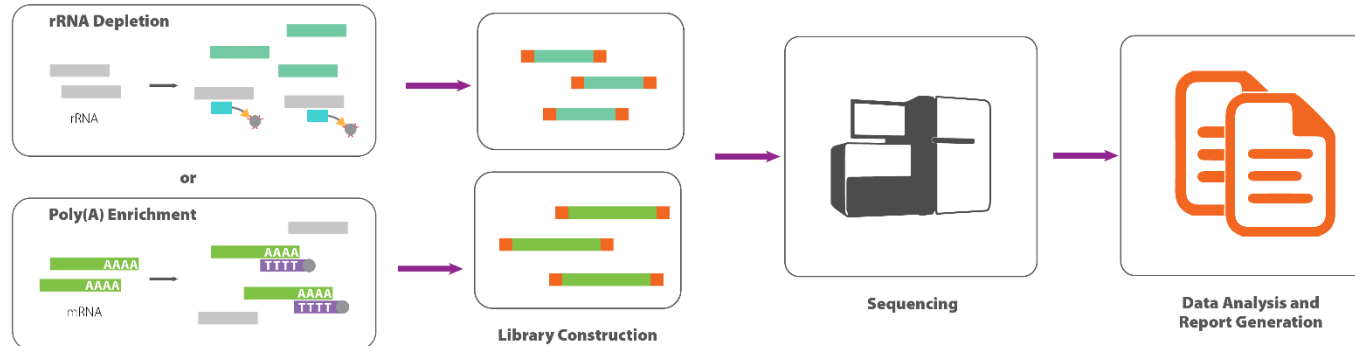 rRNA Depletion
rRNA
or
Poly(A) Enrichment
AAAA
AAAA
mRNA
AAAA
TTTT
AAAA
TTTT
Library Construction
Sequencing
Data Analysis and
Report Generation